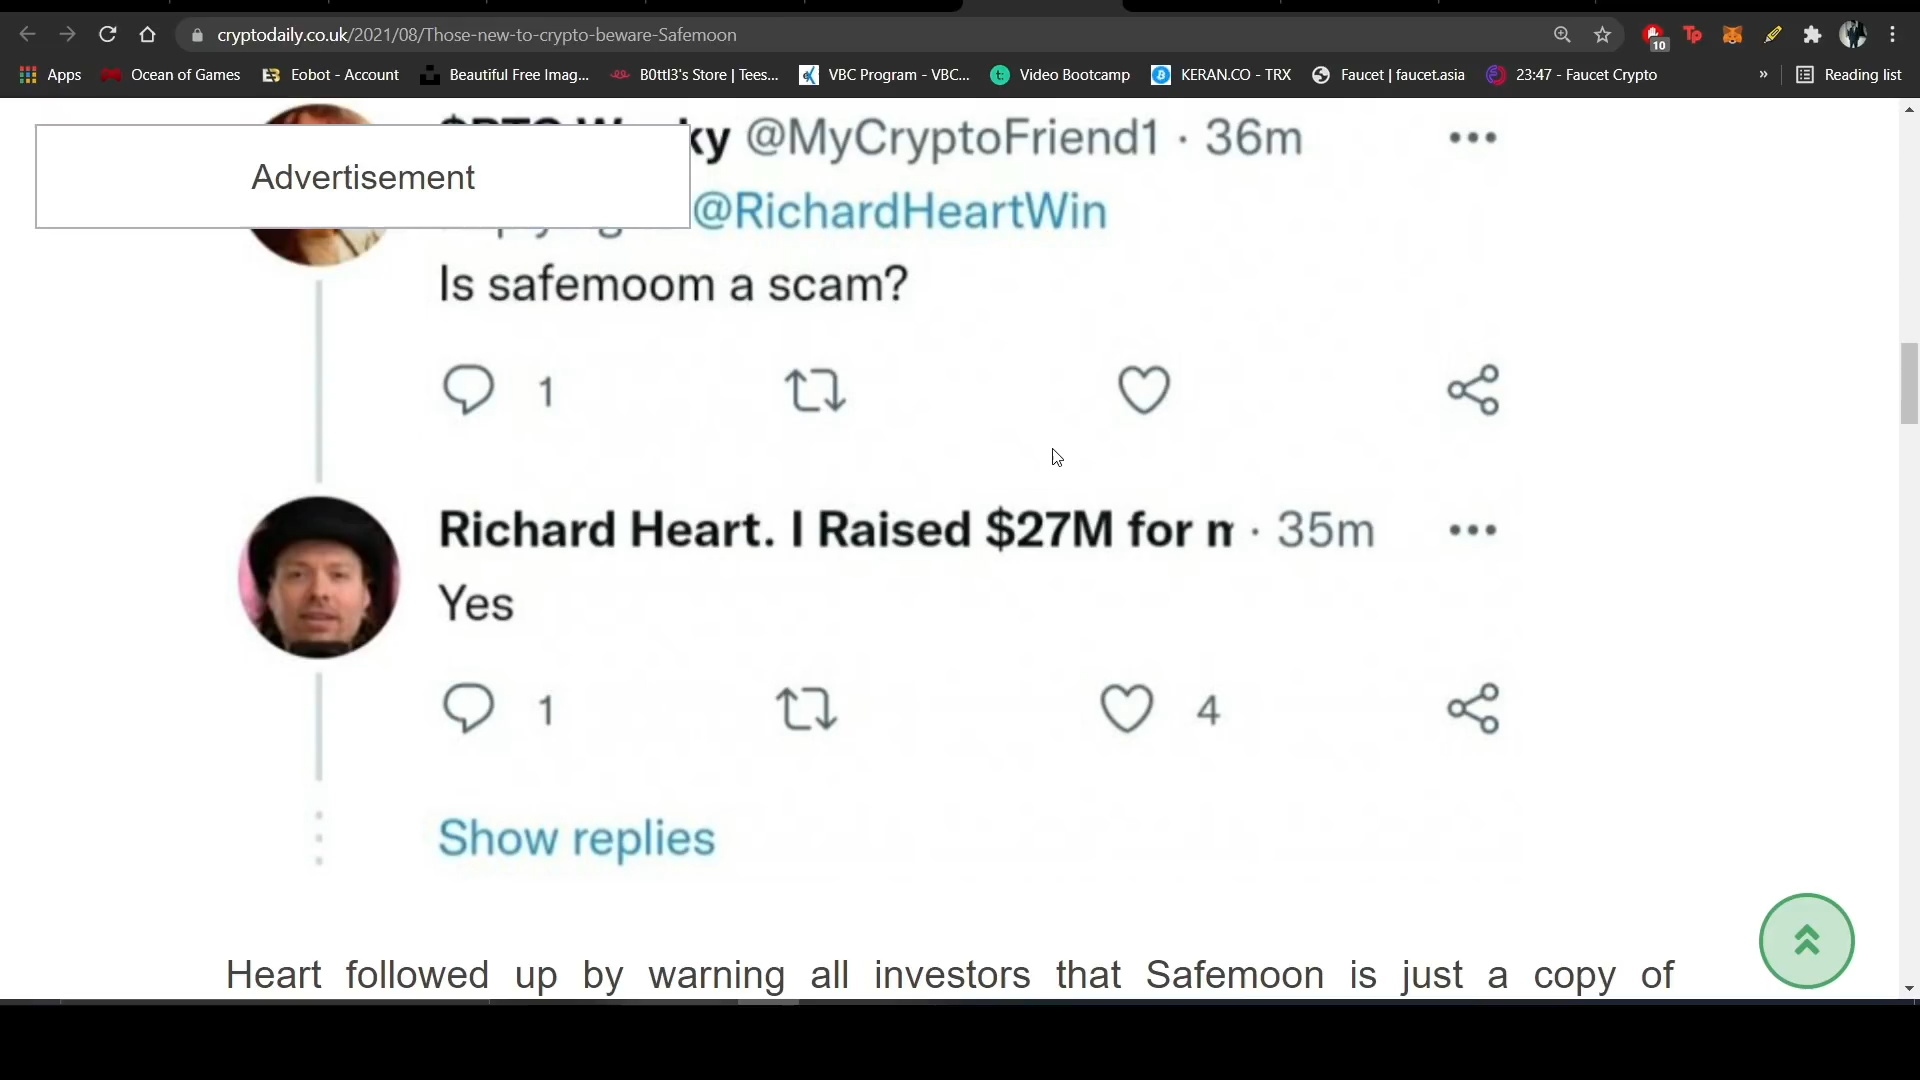 cryptodaily.co.uk/2021/08/Those-new-to-crypto-beware-Safemoon
10
Apps
Ocean of Games
Eobot - Account
Beautiful Free Imag...
B0ttl3's Store | Tees...
VBC Program - VBC...
Video Bootcamp
KERAN.CO - TRX
Faucet | faucet.asia
23:47 - Faucet Crypto
»
Reading list
Advertisement
@MyCryptoFriend1 · 36m
@RichardHeartWin
Is safemoom a scam?
1
Richard Heart. I Raised $27M for · 35m
Yes
1
4
Show replies
Heart followed up by warning all investors that Safemoon is just a copy of